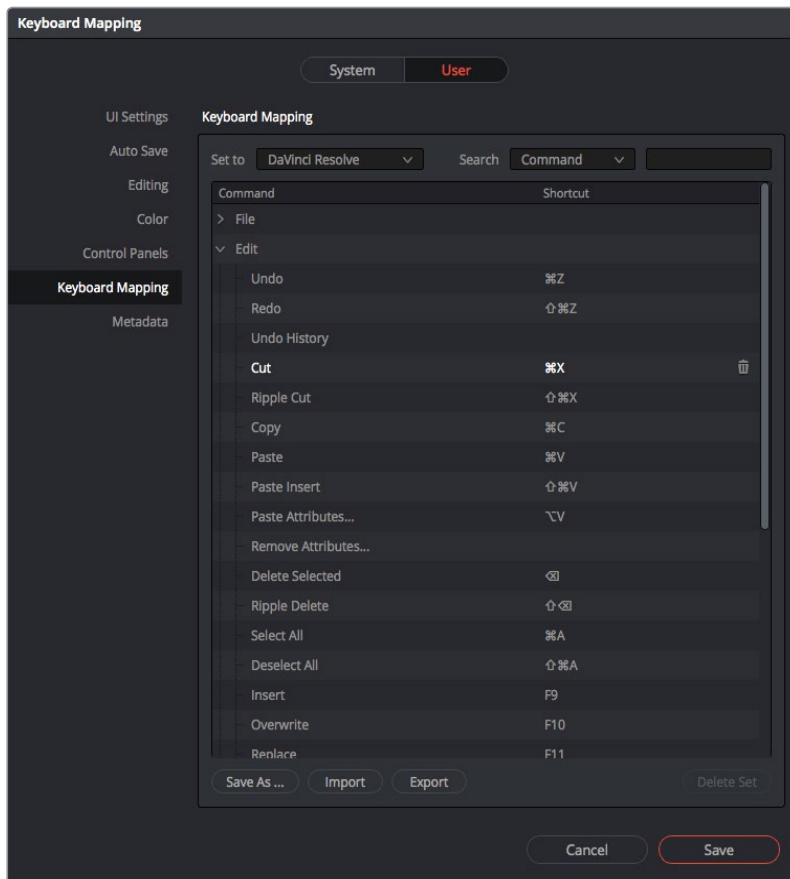 Keyboard Mapping
System User
UI Settings
Auto Save
Editing
Color
Control Panels
Keyboard Mapping
Metadata
Keyboard Mapping
Set to DaVinci Resolve Search Command
Command Shortcut
File
Edit
Undo ⌘Z
Redo ⇧⌘Z
Undo History
Cut ⌘X
Ripple Cut ⇧⌘X
Copy ⌘C
Paste ⌘V
Paste Insert ⇧⌘V
Paste Attributes... ⌥V
Remove Attributes...
Delete Selected ⌫
Ripple Delete ⇧⌫
Select All ⌘A
Deselect All ⇧⌘A
Insert F9
Overwrite F10
Replace F11
Save As ... Import Export Delete Set
Cancel Save